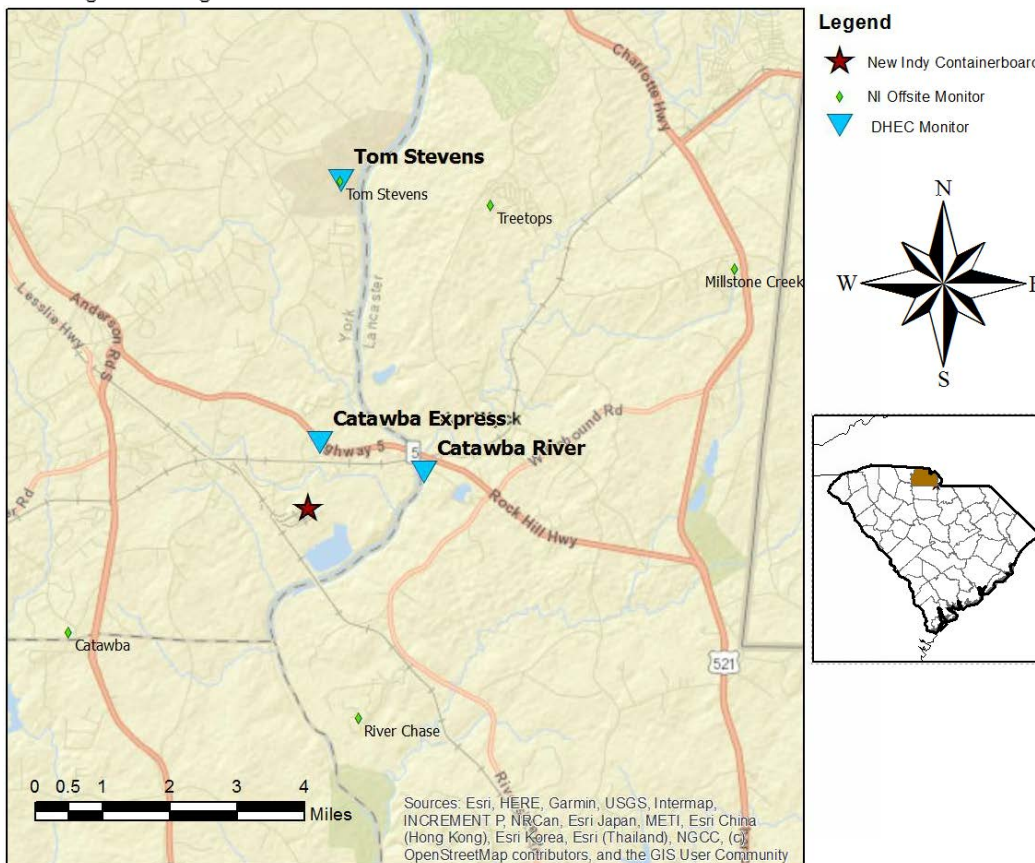 Legend
New Indy Containerboard
NI Offsite Monitor
DHEC Monitor
N
W
E
S
Charlotte Hwy
Tom Stevens
Tom Stevens
Treetops
Millstone Creek
York
Lancaster
Anderson Rd S
Lesslie Hwy
Catawba Express
Highway 5
5
Catawba River
Rock Hill Hwy
Catawba
521
River Chase
0 0.5 1 2 3 4
Miles
Sources: Esri, HERE, Garmin, USGS, Intermap,
INCREMENT P, NRCan, Esri Japan, METI, Esri China
(Hong Kong), Esri Korea, Esri (Thailand), NGCC, (c)
OpenStreetMap contributors, and the GIS User Community